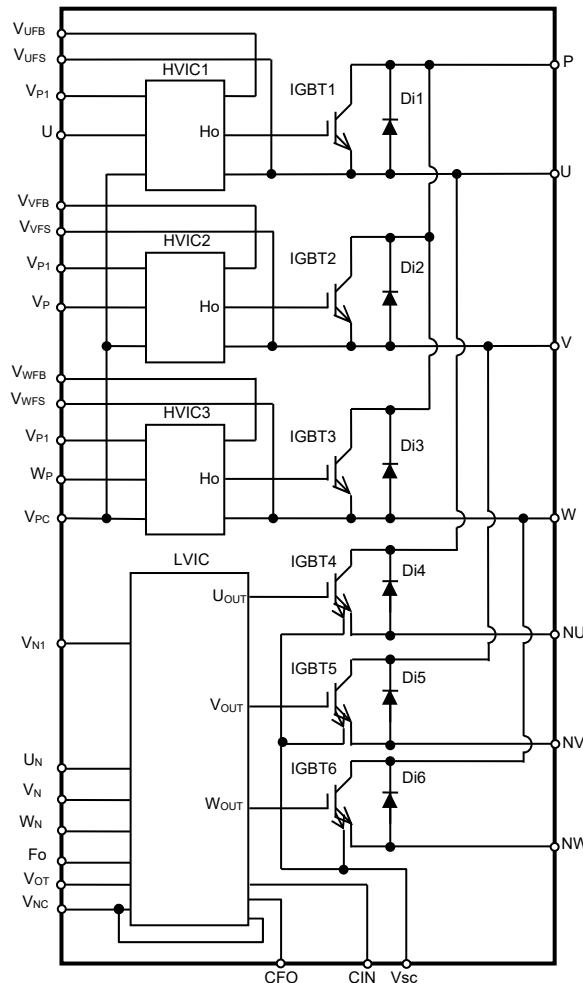 VUFB
VUFS
HVIC1
VP1
U
Ho
IGBT1
Di1
P
U
VVFB
VVFS
HVIC2
VP1
VP
Ho
IGBT2
Di2
V
VWFB
VWFS
HVIC3
VP1
WP
VPC
Ho
IGBT3
Di3
W
LVIC
UOUT
IGBT4
Di4
NU
VN1
VOUT
IGBT5
Di5
NV
UN
VN
WN
Fo
VOT
VNC
WOUT
IGBT6
Di6
NW
CFO
CIN
Vsc